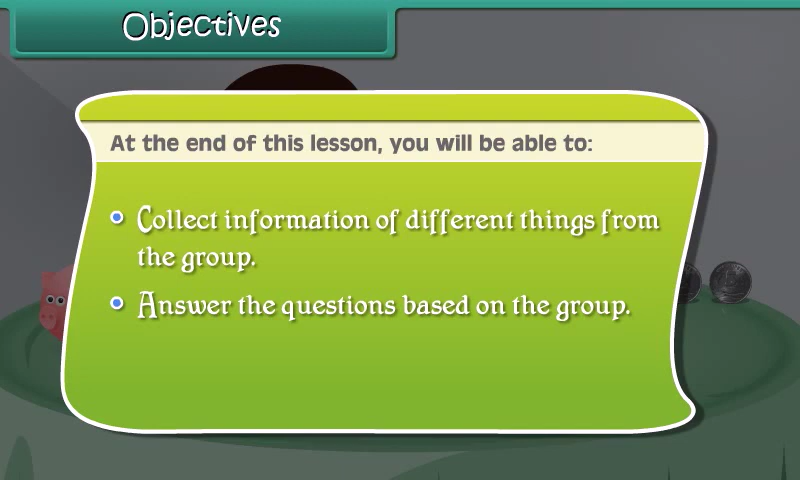 Objectives
At the end of this lesson, you will be able to:
Collect information of different things from
the group.
Answer the questions based on the group.